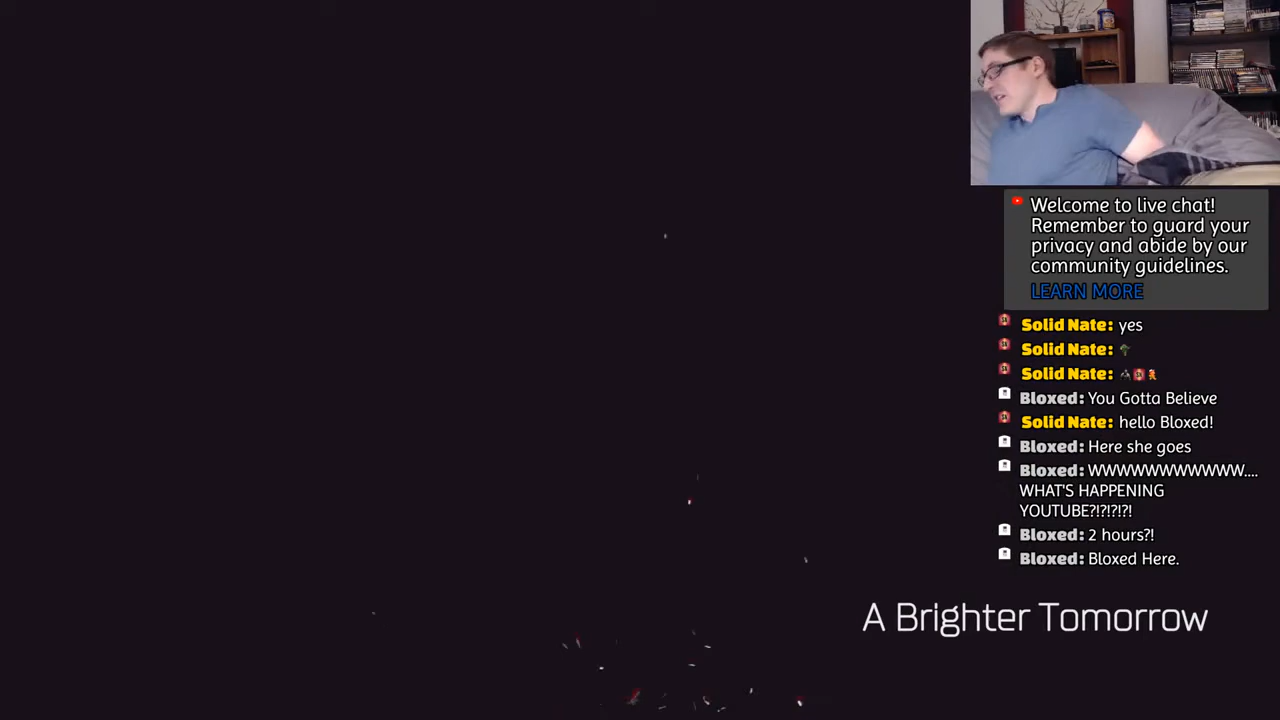 Welcome to live chat!
Remember to guard your
privacy and abide by our
community guidelines.
LEARN MORE
Solid Nate: yes
Solid Nate:
Solid Nate:
Bloxed: You Gotta Believe
Solid Nate: hello Bloxed!
Bloxed: Here she goes
Bloxed: WWWWWWWWWWW....
WHAT'S HAPPENING
YOUTUBE?!?!?!?!
Bloxed: 2 hours?!
Bloxed: Bloxed Here.
A Brighter Tomorrow